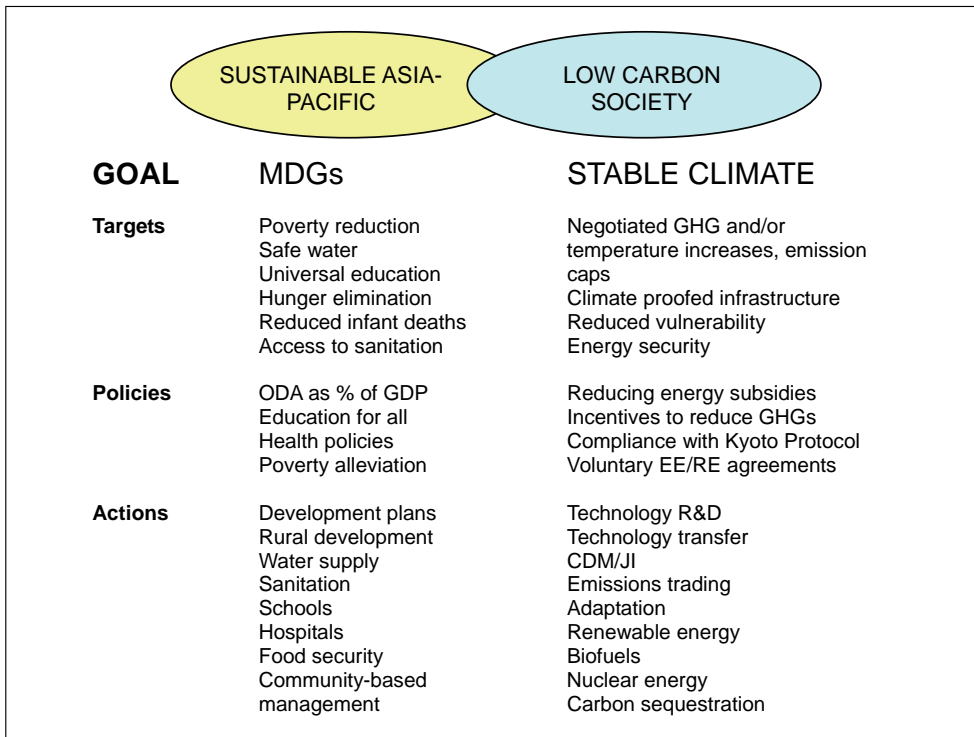 SUSTAINABLE ASIA-
PACIFIC
LOW CARBON
SOCIETY
GOAL MDGs STABLE CLIMATE
Targets
Poverty reduction
Safe water
Universal education
Hunger elimination
Reduced infant deaths
Access to sanitation
Negotiated GHG and/or
temperature increases, emission
caps
Climate proofed infrastructure
Reduced vulnerability
Energy security
Policies
ODA as % of GDP
Education for all
Health policies
Poverty alleviation
Reducing energy subsidies
Incentives to reduce GHGs
Compliance with Kyoto Protocol
Voluntary EE/RE agreements
Actions
Development plans
Rural development
Water supply
Sanitation
Schools
Hospitals
Food security
Community-based
management
Technology R&D
Technology transfer
CDM/JI
Emissions trading
Adaptation
Renewable energy
Biofuels
Nuclear energy
Carbon sequestration